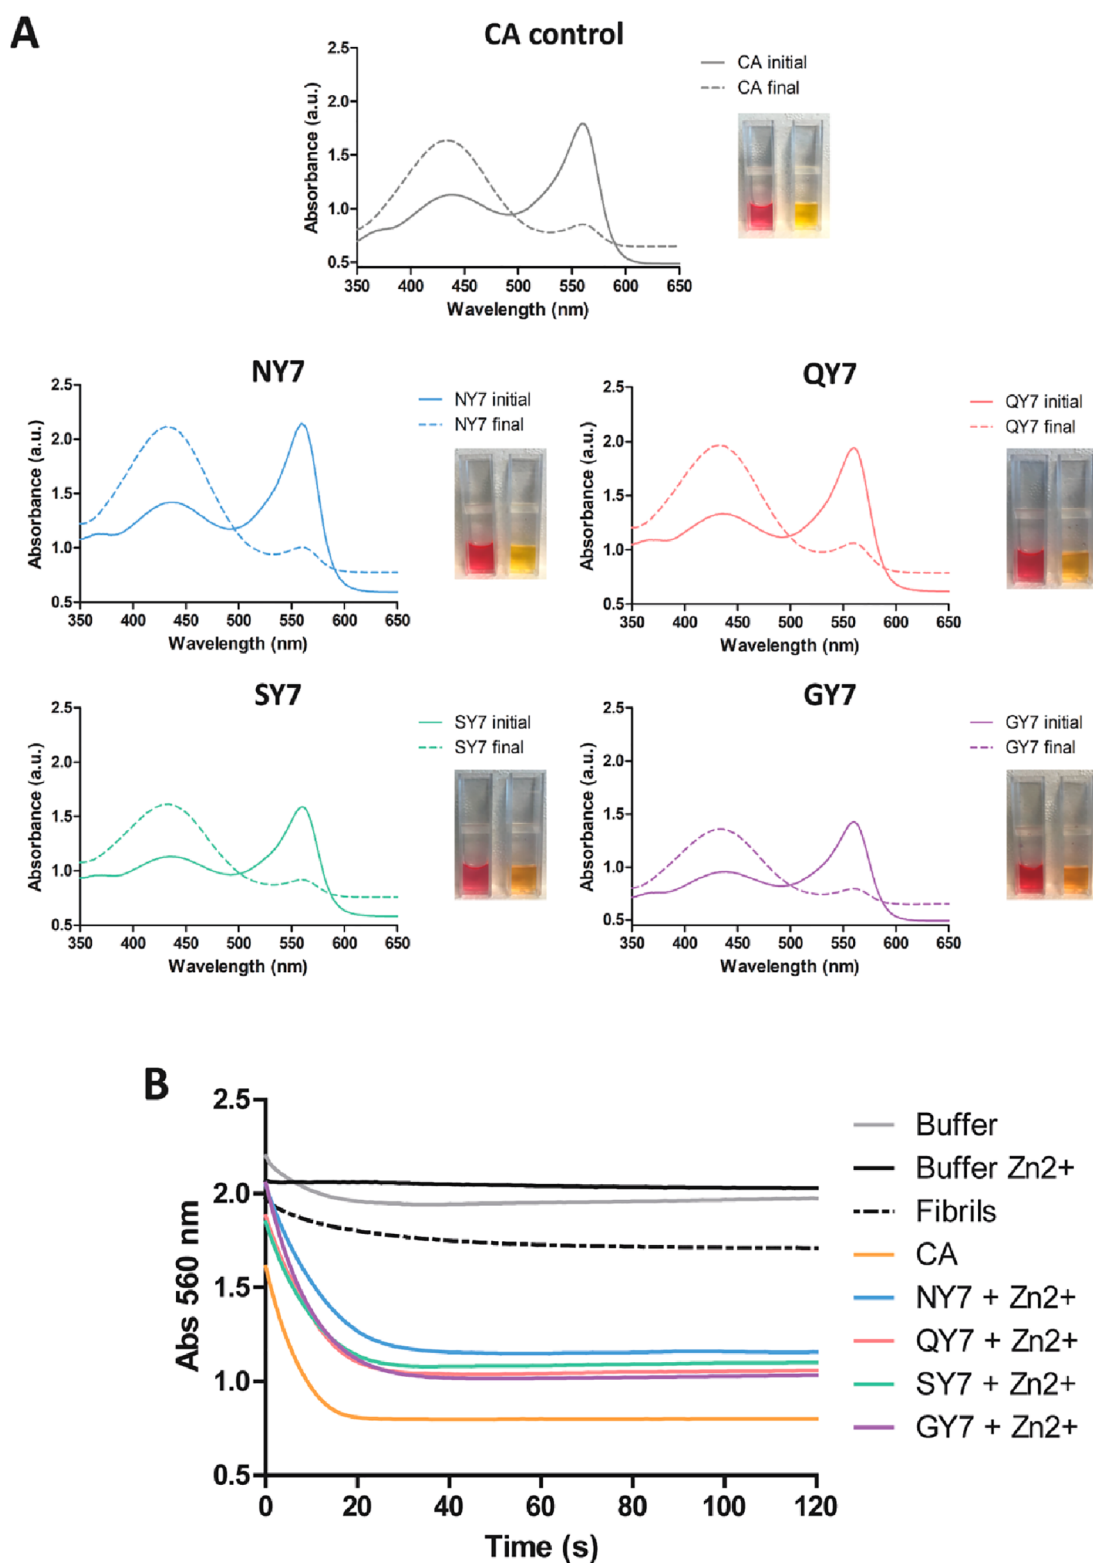 A
CA control
2.5
2.0
1.5
1.0
0.5
Absorbance (a.u.)
350 400 450 500 550 600 650
Wavelength (nm)
CA initial
CA final
NY7
2.5
2.0
1.5
1.0
0.5
Absorbance (a.u.)
350 400 450 500 550 600 650
Wavelength (nm)
NY7 initial
NY7 final
QY7
2.5
2.0
1.5
1.0
0.5
Absorbance (a.u.)
350 400 450 500 550 600 650
Wavelength (nm)
QY7 initial
QY7 final
SY7
2.5
2.0
1.5
1.0
0.5
Absorbance (a.u.)
350 400 450 500 550 600 650
Wavelength (nm)
SY7 initial
SY7 final
GY7
2.5
2.0
1.5
1.0
0.5
Absorbance (a.u.)
350 400 450 500 550 600 650
Wavelength (nm)
GY7 initial
GY7 final
B
2.5
2.0
1.5
1.0
0.5
Abs 560 nm
0 20 40 60 80 100 120
Time (s)
Buffer
Buffer Zn2+
Fibrils
CA
NY7 + Zn2+
QY7 + Zn2+
SY7 + Zn2+
GY7 + Zn2+